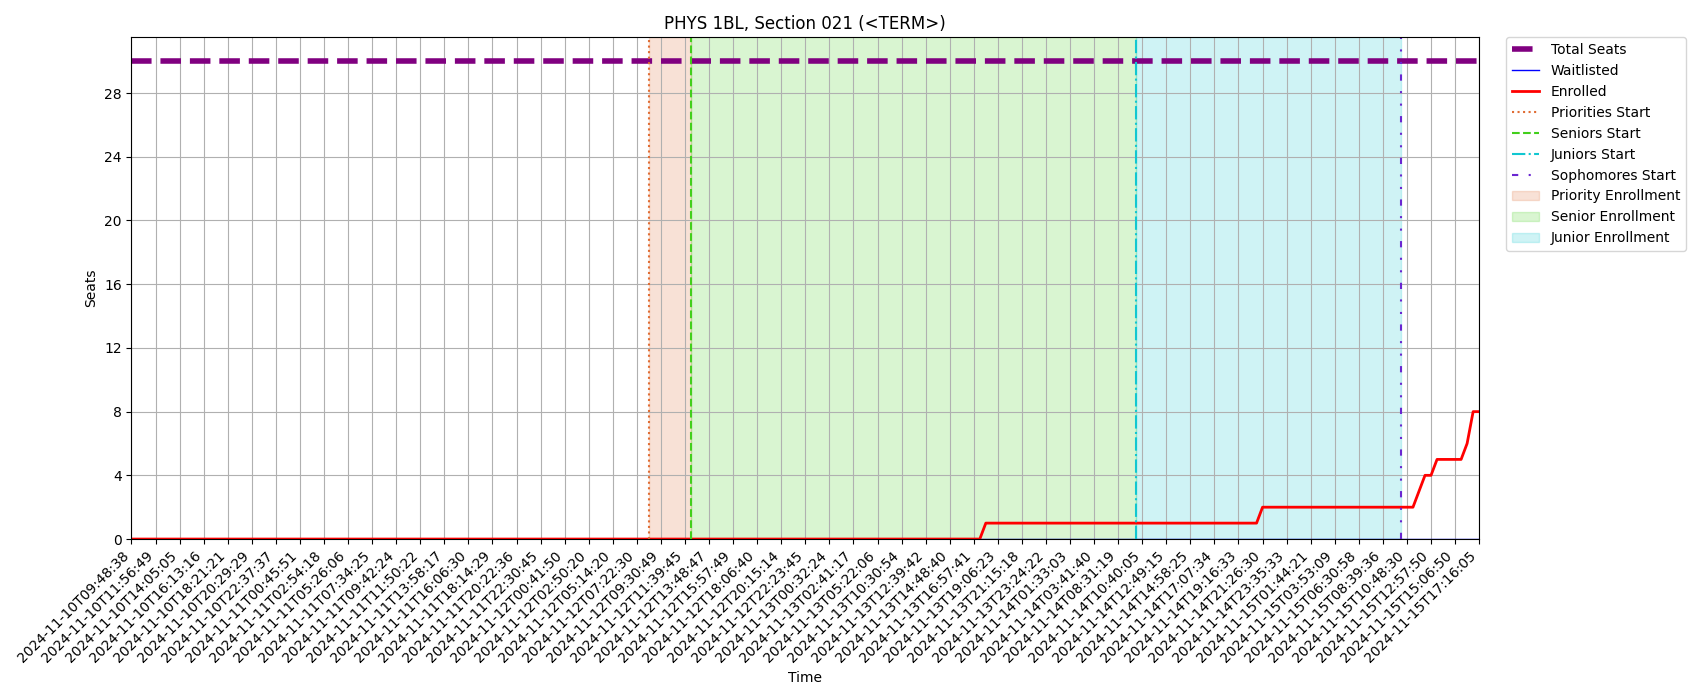 PHYS 1BL, Section 021 (<TERM>)
Total Seats
Waitlisted
Enrolled
Priorities Start
Seniors Start
Juniors Start
Sophomores Start
Priority Enrollment
Senior Enrollment
Junior Enrollment
Seats
28
24
20
16
12
8
4
0
2024-11-10T09:48:38
2024-11-10T11:56:49
2024-11-10T14:05:05
2024-11-10T16:13:16
2024-11-10T18:21:21
2024-11-10T20:29:29
2024-11-10T22:37:37
2024-11-11T00:45:51
2024-11-11T02:54:18
2024-11-11T05:26:06
2024-11-11T07:34:25
2024-11-11T09:42:24
2024-11-11T11:50:22
2024-11-11T13:58:17
2024-11-11T16:06:30
2024-11-11T18:14:29
2024-11-11T20:22:36
2024-11-11T22:30:45
2024-11-12T00:41:50
2024-11-12T02:50:20
2024-11-12T05:14:20
2024-11-12T07:22:30
2024-11-12T09:30:49
2024-11-12T11:39:45
2024-11-12T13:48:47
2024-11-12T15:57:49
2024-11-12T18:06:40
2024-11-12T20:15:14
2024-11-12T22:23:45
2024-11-13T00:32:24
2024-11-13T02:41:17
2024-11-13T05:22:06
2024-11-13T10:30:54
2024-11-13T12:39:42
2024-11-13T14:48:40
2024-11-13T16:57:41
2024-11-13T19:06:23
2024-11-13T21:15:18
2024-11-13T23:24:22
2024-11-14T01:33:03
2024-11-14T03:41:40
2024-11-14T08:31:19
2024-11-14T10:40:05
2024-11-14T12:49:15
2024-11-14T14:58:25
2024-11-14T17:07:34
2024-11-14T19:16:33
2024-11-14T21:26:30
2024-11-14T23:35:33
2024-11-15T01:44:21
2024-11-15T03:53:09
2024-11-15T06:30:58
2024-11-15T08:39:36
2024-11-15T10:48:30
2024-11-15T12:57:50
2024-11-15T15:06:50
2024-11-15T17:16:05
Time